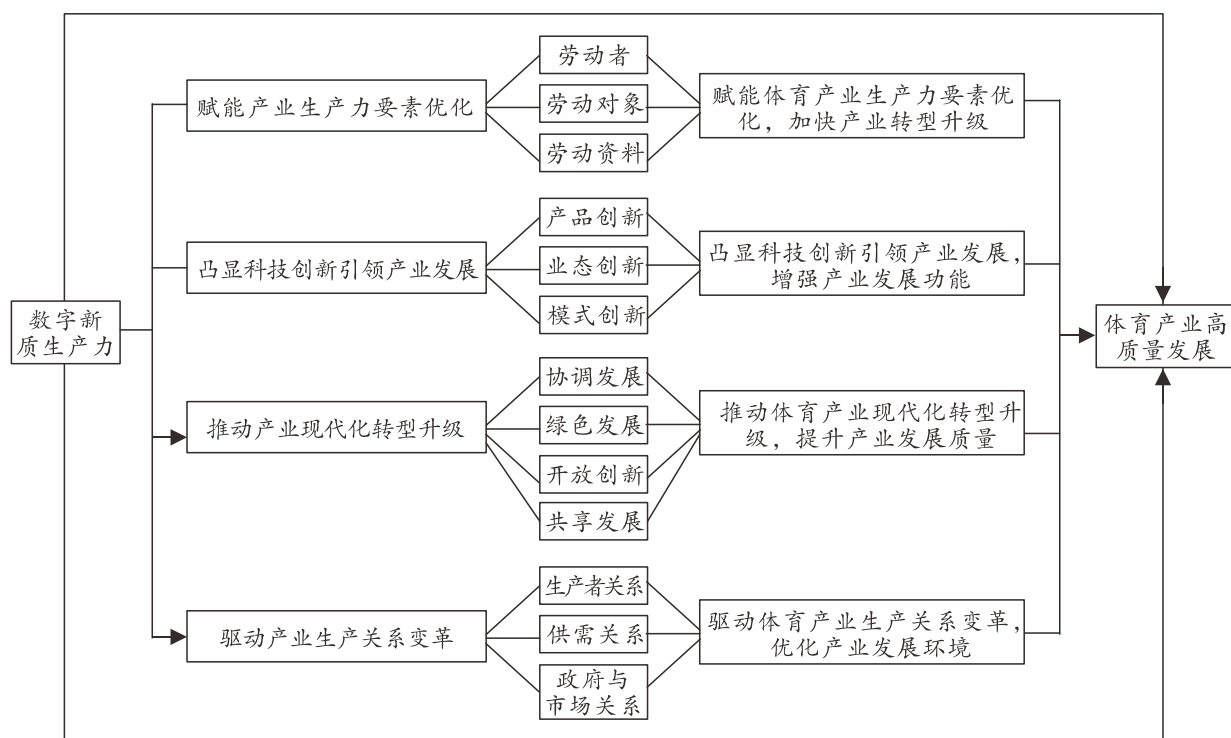 数字新
质生产力
赋能产业生产力要素优化
劳动者
劳动对象
劳动资料
赋能体育产业生产力要素优
化，加快产业转型升级
凸显科技创新引领产业发展
产品创新
业态创新
模式创新
凸显科技创新引领产业发展，
增强产业发展功能
推动产业现代化转型升级
协调发展
绿色发展
开放创新
共享发展
推动体育产业现代化转型升
级，提升产业发展质量
驱动产业生产关系变革
生产者关系
供需关系
政府与
市场关系
驱动体育产业生产关系变革，
优化产业发展环境
体育产业高
质量发展